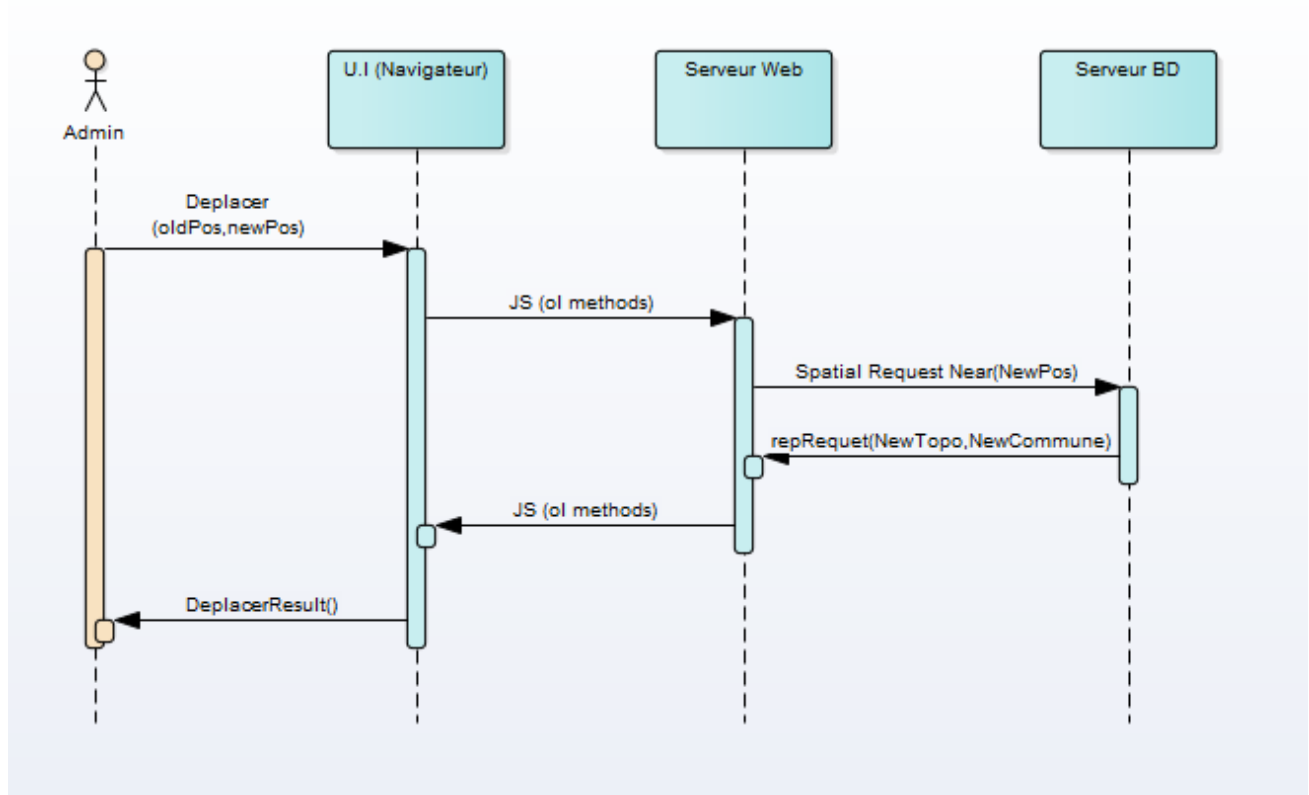 U.I (Navigateur)
Serveur Web
Serveur BD
Admin
Deplacer
(oldPos,newPos)
JS (ol methods)
Spatial Request Near(NewPos)
repRequet(NewTopo,NewCommune)
JS (ol methods)
DeplacerResult()